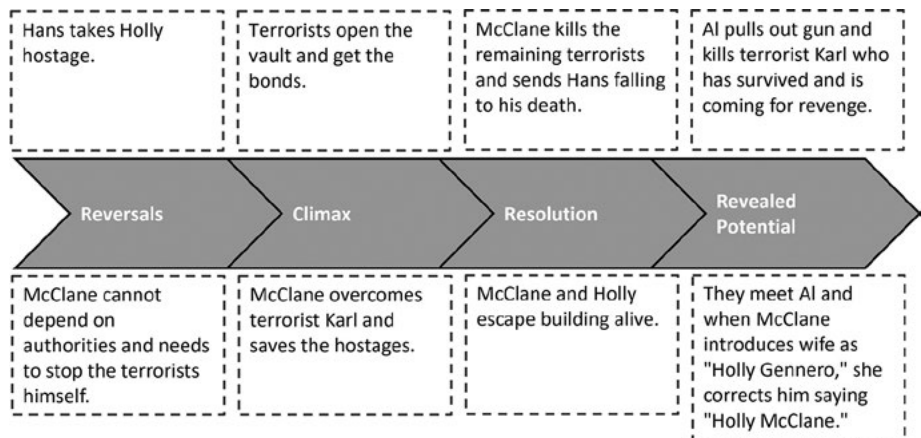 Hans takes Holly
hostage.
Terrorists open the
vault and get the
bonds.
McClane kills the
remaining terrorists
and sends Hans falling
to his death.
Al pulls out gun and
kills terrorist Karl who
has survived and is
coming for revenge.
Reversals
Climax
Resolution
Revealed
Potential
McClane cannot
depend on
authorities and needs
to stop the terrorists
himself.
McClane overcomes
terrorist Karl and
saves the hostages.
McClane and Holly
escape building alive.
They meet Al and
when McClane
introduces wife as
"Holly Gennero," she
corrects him saying
"Holly McClane."